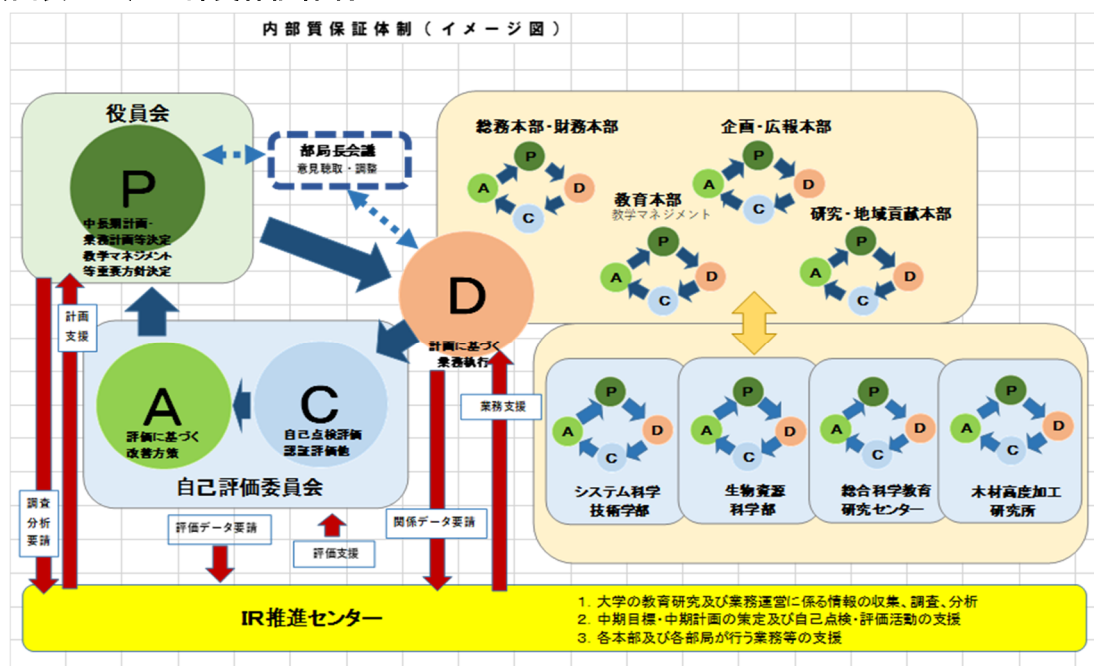 内部質保証体制（イメージ図）
役員会
P
中長期計画・
業務計画等決定
教学マネジメント
等重要方針決定
部局長会議
意見聴取・調整
D
計画に基づく
業務執行
A
評価に基づく
改善方策
C
自己点検評価
認証評価他
自己評価委員会
総務本部・財務本部
P
A
D
C
企画・広報本部
P
A
D
C
教育本部
教学マネジメント
P
A
D
C
研究・地域貢献本部
P
A
D
C
P
A
D
C
システム科学
技術学部
P
A
D
C
生物資源
科学部
P
A
D
C
総合科学教育
研究センター
P
A
D
C
木材高度加工
研究所
計画
支援
業務支援
調査
分析
要請
評価データ要請
評価支援
関係データ要請
IR推進センター
1. 大学の教育研究及び業務運営に係る情報の収集、調査、分析
2. 中期目標・中期計画の策定及び自己点検・評価活動の支援
3. 各本部及び各部局が行う業務等の支援